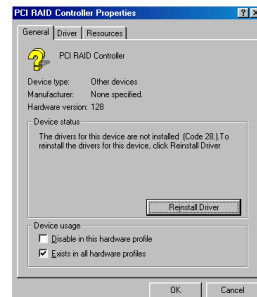 PCI RAID Controller Properties
General Driver Resources
PCI RAID Controller
Device type: Other devices
Manufacturer: None specified.
Hardware version: 128
Device status
The drivers for this device are not installed. (Code 28.) To
reinstall the drivers for this device, click Reinstall Driver
Reinstall Driver
Device usage
Disable in this hardware profile
Exists in all hardware profiles
OK Cancel